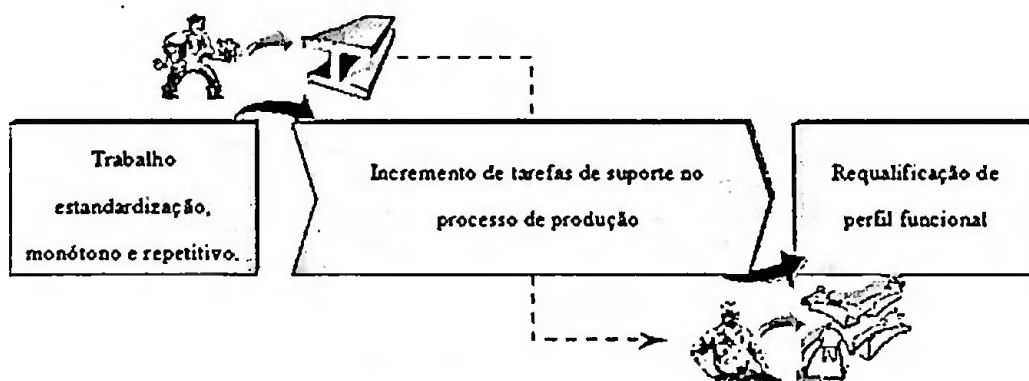 Trabalho
estandardização,
monótono e repetitivo.
Incremento de tarefas de suporte no
processo de produção
Requalificação de
perfil funcional